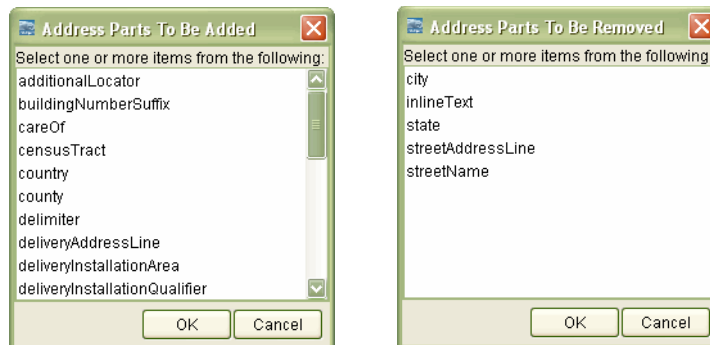 Address Parts To Be Added
Select one or more items from the following:
additionalLocator
buildingNumberSuffix
careOf
censusTract
country
county
delimiter
deliveryAddressLine
deliveryInstallationArea
deliveryInstallationQualifier
OK
Cancel
Address Parts To Be Removed
Select one or more items from the following
city
inlineText
state
streetAddressLine
streetName
OK
Cancel